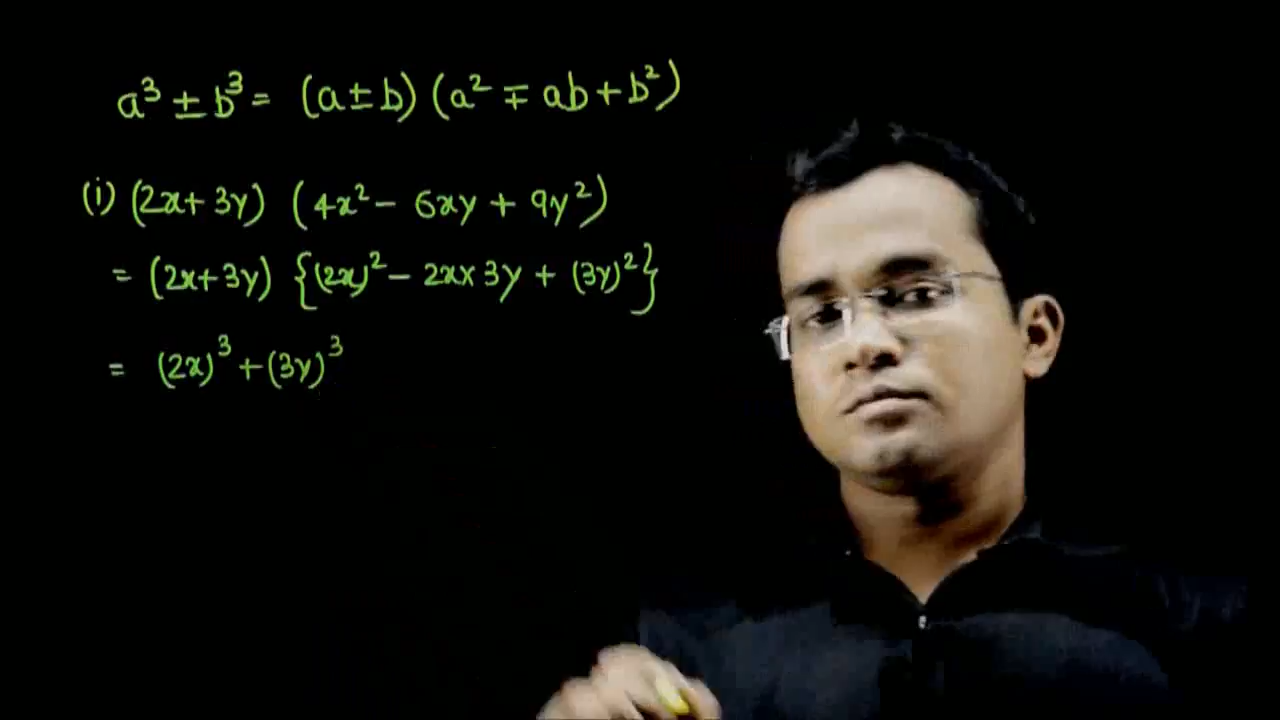 a³ ± b³ = (a ± b) (a² ∓ ab + b²)
(i) (2x + 3y) (4x² − 6xy + 9y²)
= (2x + 3y) {(2x)² − 2x × 3y + (3y)²}
= (2x)³ + (3y)³